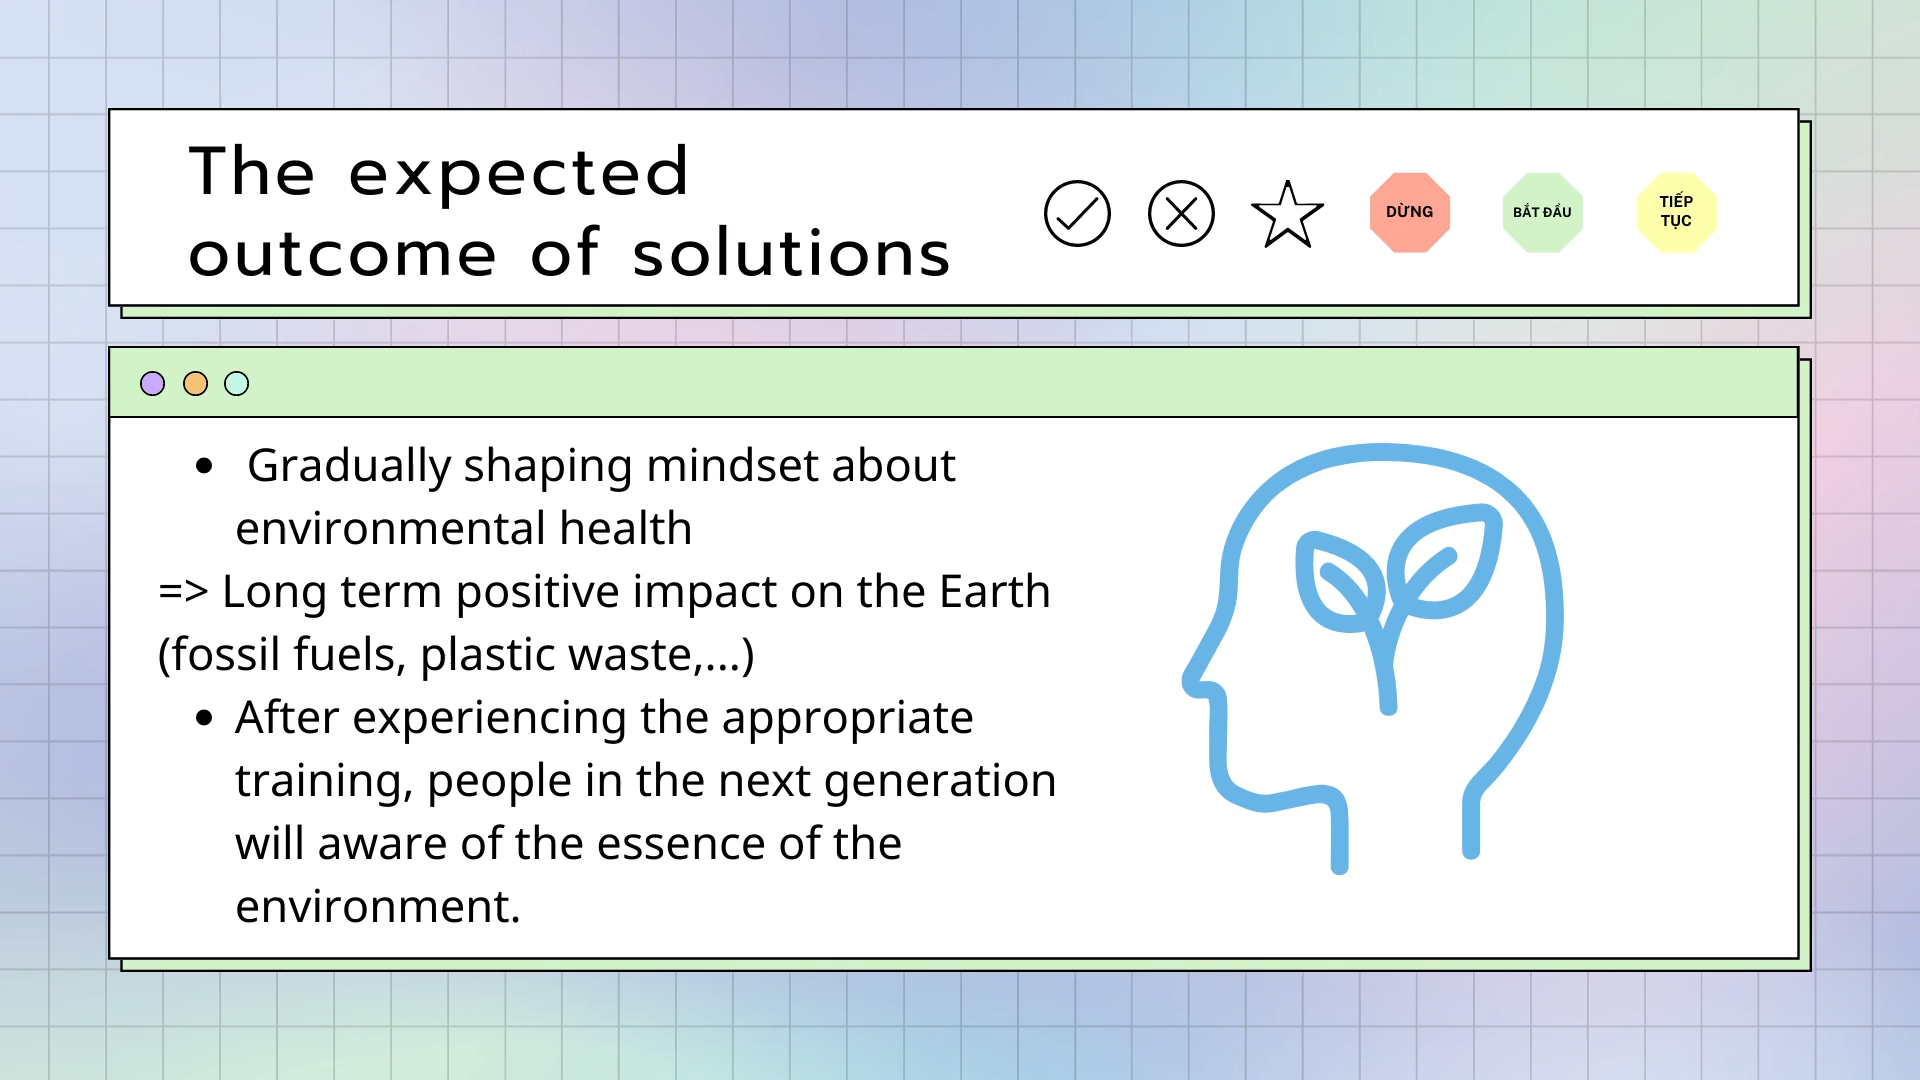 The expected
outcome of solutions
DỪNG
BẮT ĐẦU
TIẾP
TỤC
• Gradually shaping mindset about
environmental health
=> Long term positive impact on the Earth
(fossil fuels, plastic waste,...)
• After experiencing the appropriate
training, people in the next generation
will aware of the essence of the
environment.